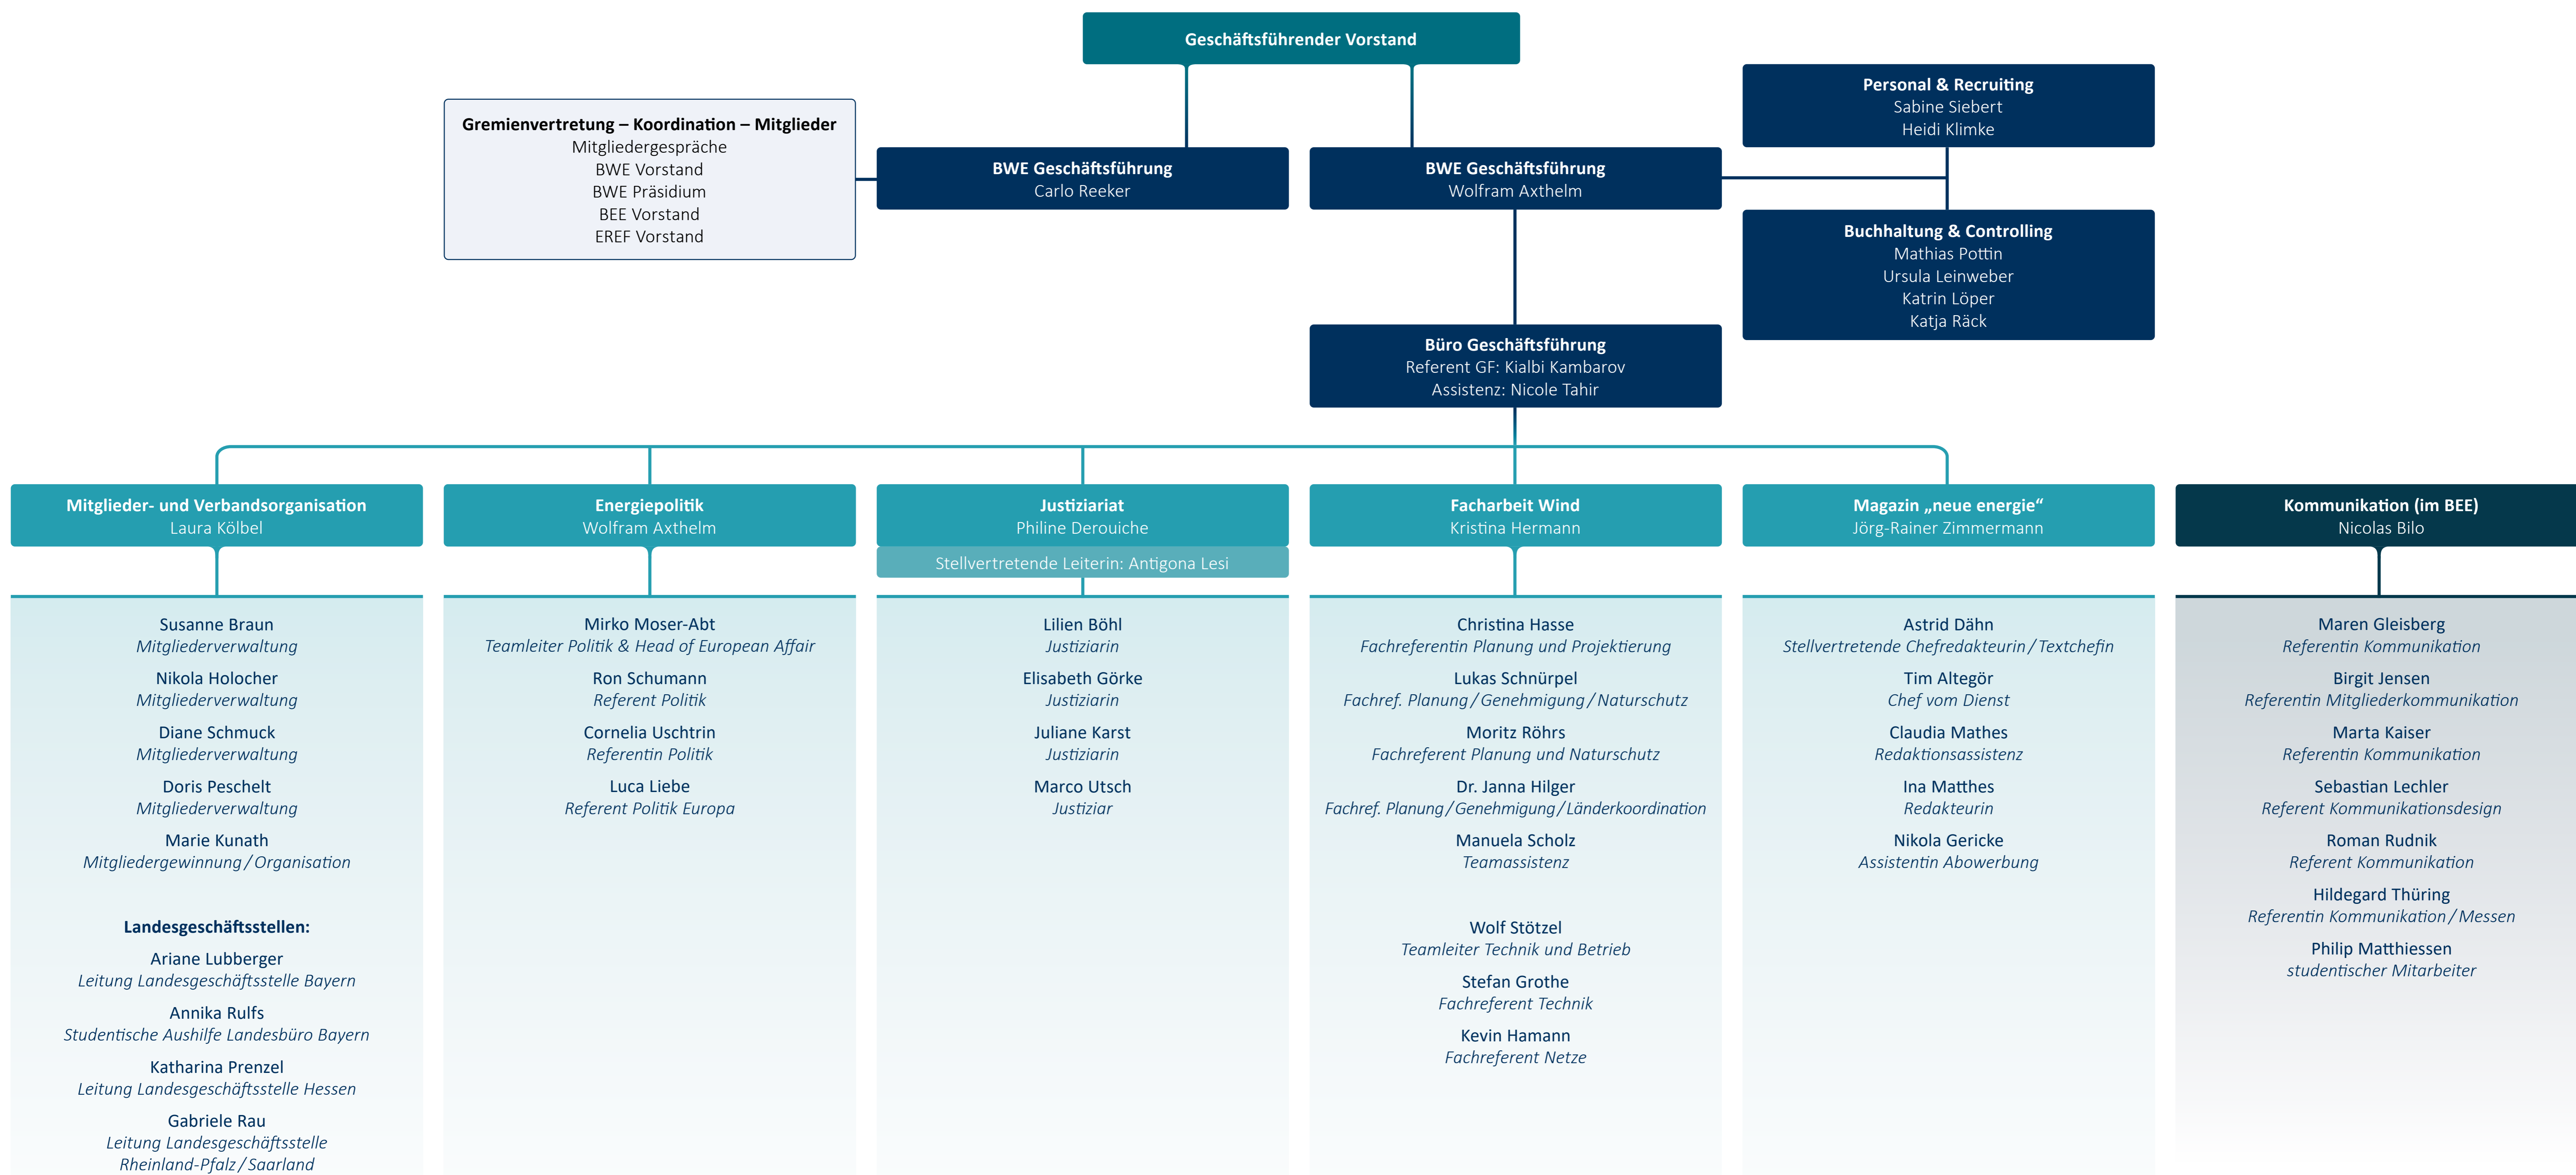 Geschäftsführender Vorstand
Gremienvertretung – Koordination – Mitglieder
Mitgliedergespräche
BWE Vorstand
BWE Präsidium
BEE Vorstand
EREF Vorstand
BWE Geschäftsführung
Carlo Reeker
BWE Geschäftsführung
Wolfram Axthelm
Personal & Recruiting
Sabine Siebert
Heidi Klimke
Buchhaltung & Controlling
Mathias Pottin
Ursula Leinweber
Katrin Löper
Katja Räck
Büro Geschäftsführung
Referent GF: Kialbi Kambarov
Assistenz: Nicole Tahir
Mitglieder- und Verbandsorganisation
Laura Kölbel
Susanne Braun
Mitgliederverwaltung
Nikola Holocher
Mitgliederverwaltung
Diane Schmuck
Mitgliederverwaltung
Doris Peschelt
Mitgliederverwaltung
Marie Kunath
Mitgliedergewinnung / Organisation
Landesgeschäftsstellen:
Ariane Lubberger
Leitung Landesgeschäftsstelle Bayern
Annika Rulfs
Studentische Aushilfe Landesbüro Bayern
Katharina Prenzel
Leitung Landesgeschäftsstelle Hessen
Gabriele Rau
Leitung Landesgeschäftsstelle
Rheinland-Pfalz / Saarland
Energiepolitik
Wolfram Axthelm
Mirko Moser-Abt
Teamleiter Politik & Head of European Affair
Ron Schumann
Referent Politik
Cornelia Uschtrin
Referentin Politik
Luca Liebe
Referent Politik Europa
Justiziariat
Philine Derouiche
Stellvertretende Leiterin: Antigona Lesi
Lilien Böhl
Justiziarin
Elisabeth Görke
Justiziarin
Juliane Karst
Justiziarin
Marco Utsch
Justiziar
Facharbeit Wind
Kristina Hermann
Christina Hasse
Fachreferentin Planung und Projektierung
Lukas Schnürpel
Fachref. Planung / Genehmigung / Naturschutz
Moritz Röhrs
Fachreferent Planung und Naturschutz
Dr. Janna Hilger
Fachref. Planung / Genehmigung / Länderkoordination
Manuela Scholz
Teamassistenz
Wolf Stötzel
Teamleiter Technik und Betrieb
Stefan Grothe
Fachreferent Technik
Kevin Hamann
Fachreferent Netze
Magazin „neue energie“
Jörg-Rainer Zimmermann
Astrid Dähn
Stellvertretende Chefredakteurin / Textchefin
Tim Altegör
Chef vom Dienst
Claudia Mathes
Redaktionsassistenz
Ina Matthes
Redakteurin
Nikola Gericke
Assistentin Abowerbung
Kommunikation (im BEE)
Nicolas Bilo
Maren Gleisberg
Referentin Kommunikation
Birgit Jensen
Referentin Mitgliederkommunikation
Marta Kaiser
Referentin Kommunikation
Sebastian Lechler
Referent Kommunikationsdesign
Roman Rudnik
Referent Kommunikation
Hildegard Thüring
Referentin Kommunikation / Messen
Philip Matthiessen
studentischer Mitarbeiter